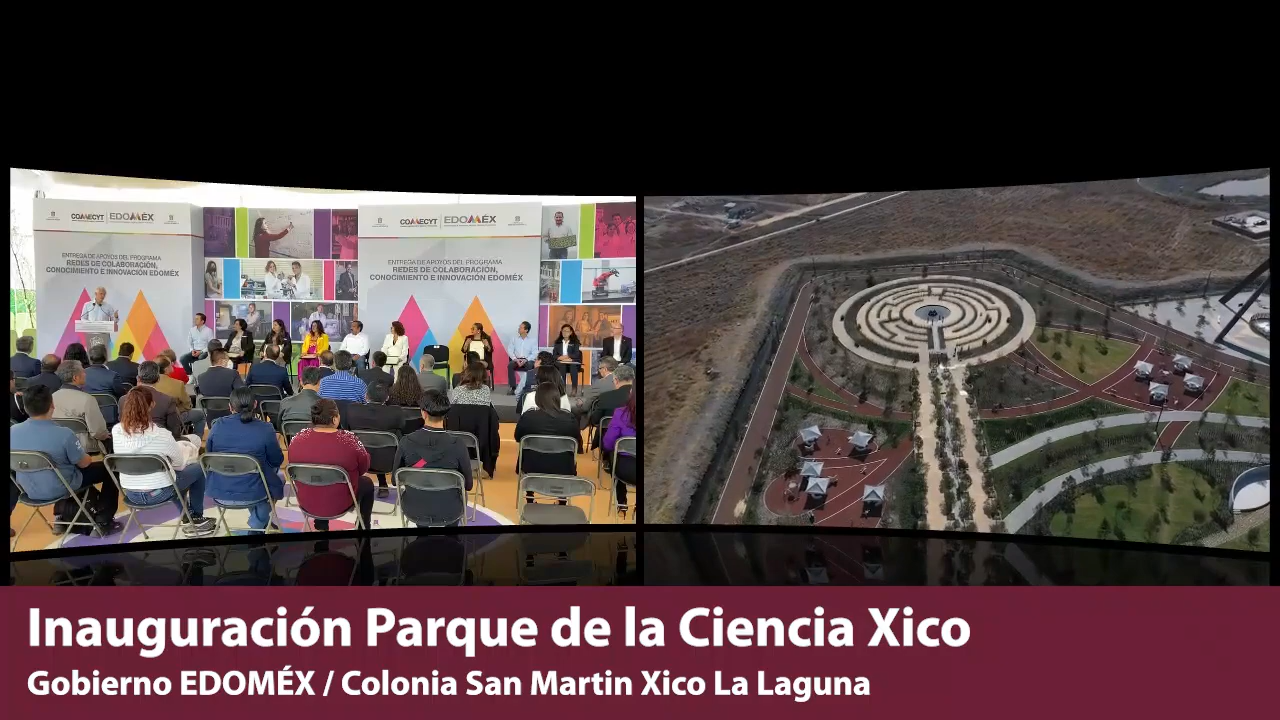 COMECYT EDOMÉX
ENTREGA DE APOYOS DEL PROGRAMA
REDES DE COLABORACIÓN,
CONOCIMIENTO E INNOVACIÓN EDOMÉX
COMECYT EDOMÉX
ENTREGA DE APOYOS DEL PROGRAMA
REDES DE COLABORACIÓN,
CONOCIMIENTO E INNOVACIÓN EDOMÉX
Inauguración Parque de la Ciencia Xico
Gobierno EDOMÉX / Colonia San Martin Xico La Laguna